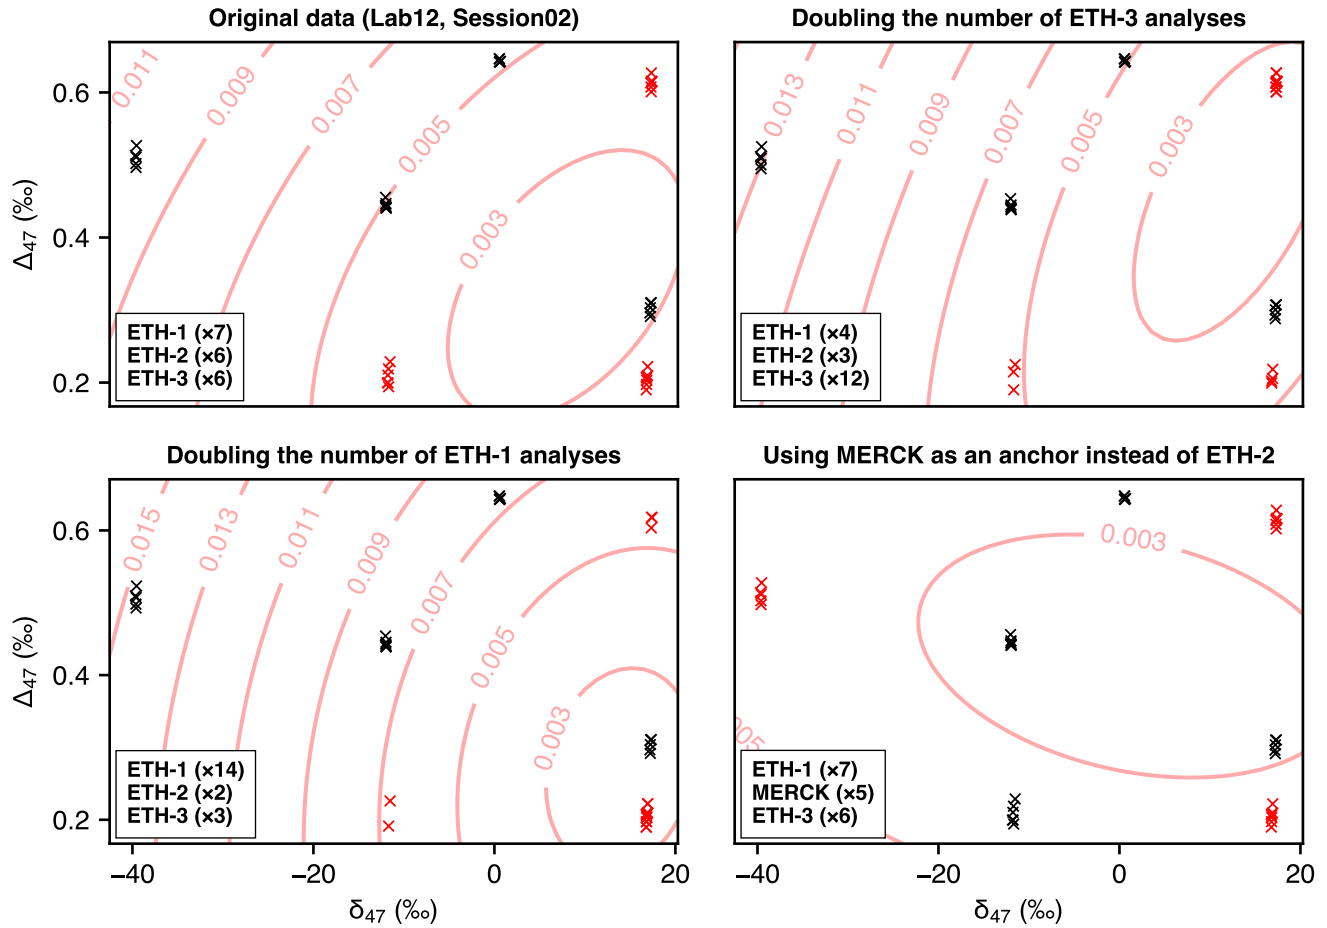 Original data (Lab12, Session02)
0.011
0.009
0.007
0.005
0.003
0.6
0.4
0.2
Δ47 (‰)
ETH-1 (×7)
ETH-2 (×6)
ETH-3 (×6)
Doubling the number of ETH-3 analyses
0.013
0.011
0.009
0.007
0.005
0.003
ETH-1 (×4)
ETH-2 (×3)
ETH-3 (×12)
Doubling the number of ETH-1 analyses
0.015
0.013
0.011
0.009
0.007
0.005
0.003
0.6
0.4
0.2
Δ47 (‰)
ETH-1 (×14)
ETH-2 (×2)
ETH-3 (×3)
−40
−20
0
20
δ47 (‰)
Using MERCK as an anchor instead of ETH-2
0.003
005
ETH-1 (×7)
MERCK (×5)
ETH-3 (×6)
−40
−20
0
20
δ47 (‰)